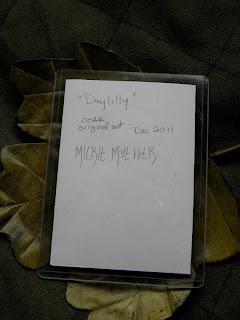 "Daylilly"
OOAK
original art Dec 2011
MICKIE MUELLER